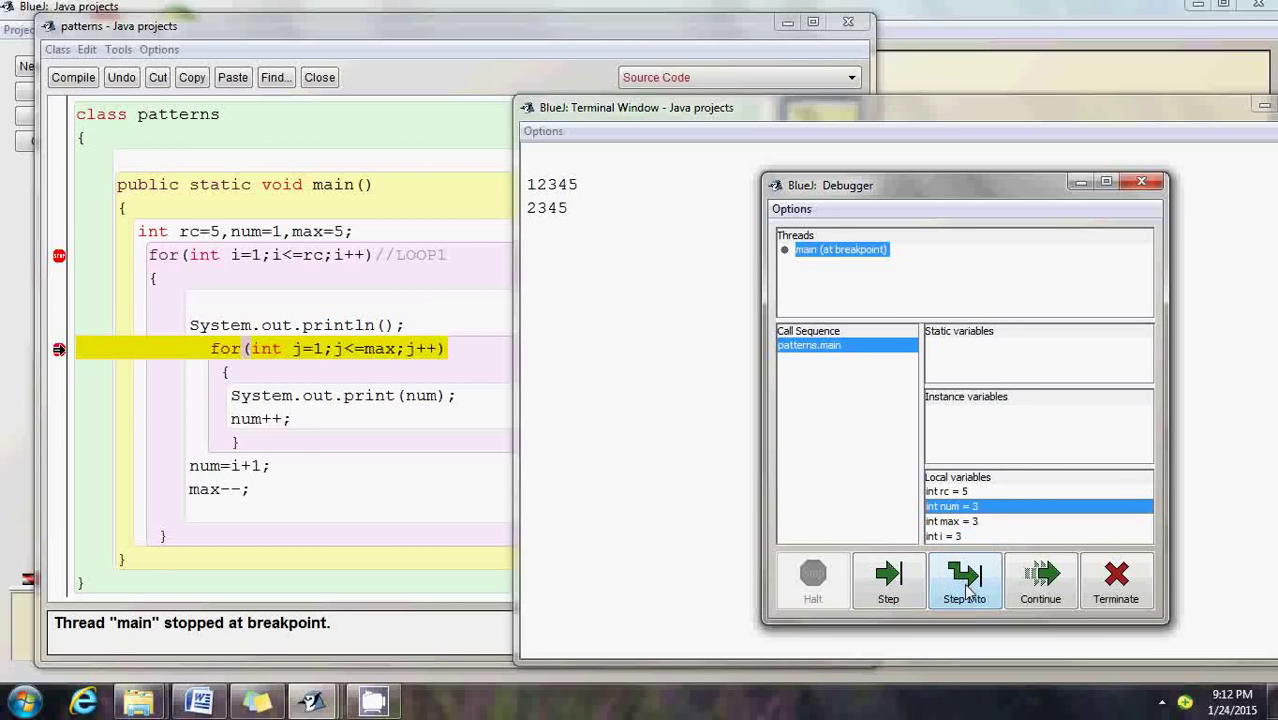 BlueJ: Java projects
patterns - Java projects
Class Edit Tools Options
Compile Undo Cut Copy Paste Find... Close Source Code
class patterns
{
public static void main()
{
int rc=5,num=1,max=5;
for(int i=1;i<=rc;i++)//LOOP1
{
System.out.println();
for(int j=1;j<=max;j++)
{
System.out.print(num);
num++;
}
num=i+1;
max--;
}
}
}
Thread "main" stopped at breakpoint.
BlueJ: Terminal Window - Java projects
Options
12345
2345
BlueJ: Debugger
Options
Threads
main (at breakpoint)
Call Sequence
patterns.main
Static variables
Instance variables
Local variables
int rc = 5
int num = 3
int max = 3
int i = 3
Halt Step Step Into Continue Terminate
9:12 PM
1/24/2015